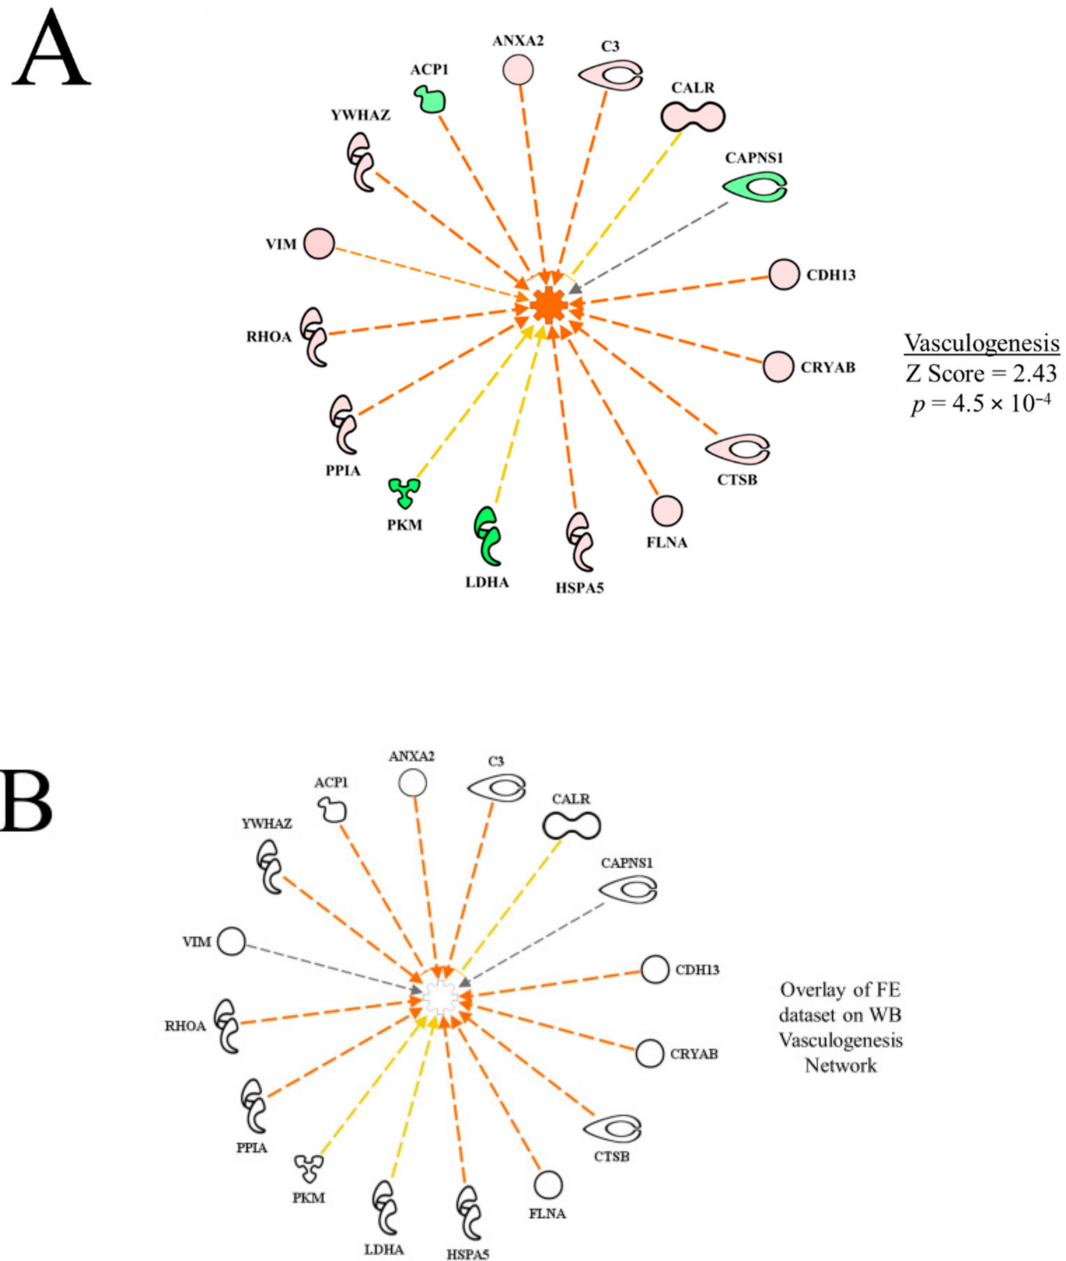 A
ANXA2
C3
ACP1
CALR
YWHAZ
CAPNS1
VIM
CDH13
RHOA
Vasculogenesis
CRYAB
Z Score = 2.43
p = 4.5 × 10⁻⁴
PPIA
CTSB
PKM
FLNA
LDHA
HSPA5
B
ANXA2
C3
ACP1
CALR
YWHAZ
CAPNS1
VIM
CDH13
Overlay of FE
dataset on WB
Vasculogenesis
Network
RHOA
CRYAB
PPIA
CTSB
PKM
FLNA
LDHA
HSPA5